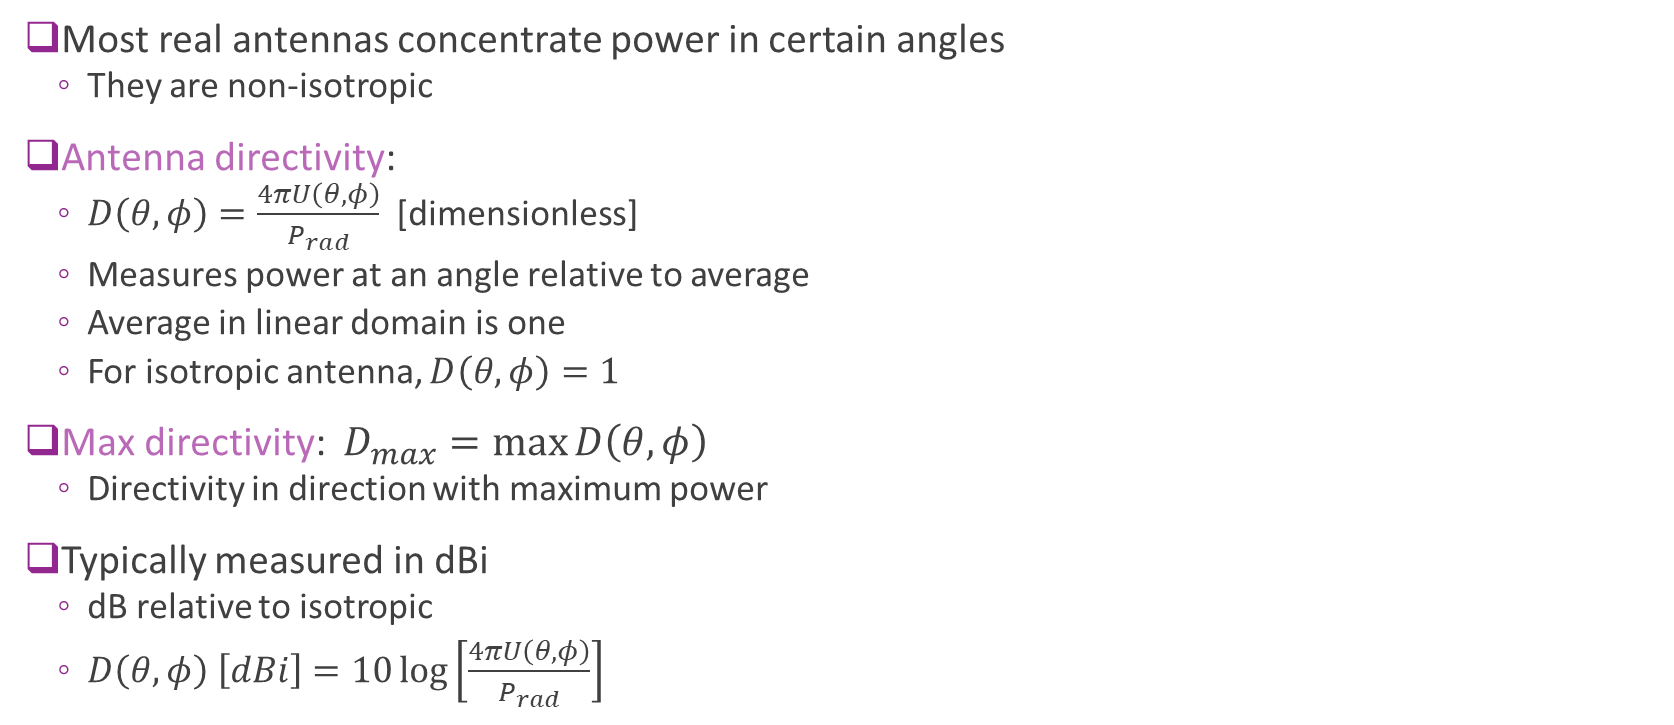 ❑Most real antennas concentrate power in certain angles
◦ They are non-isotropic
❑Antenna directivity:
◦ D(θ, ϕ) = 4πU(θ,ϕ)/P_rad [dimensionless]
◦ Measures power at an angle relative to average
◦ Average in linear domain is one
◦ For isotropic antenna, D(θ, ϕ) = 1
❑Max directivity: D_max = max D(θ, ϕ)
◦ Directivity in direction with maximum power
❑Typically measured in dBi
◦ dB relative to isotropic
◦ D(θ, ϕ) [dBi] = 10 log [4πU(θ,ϕ)/P_rad]